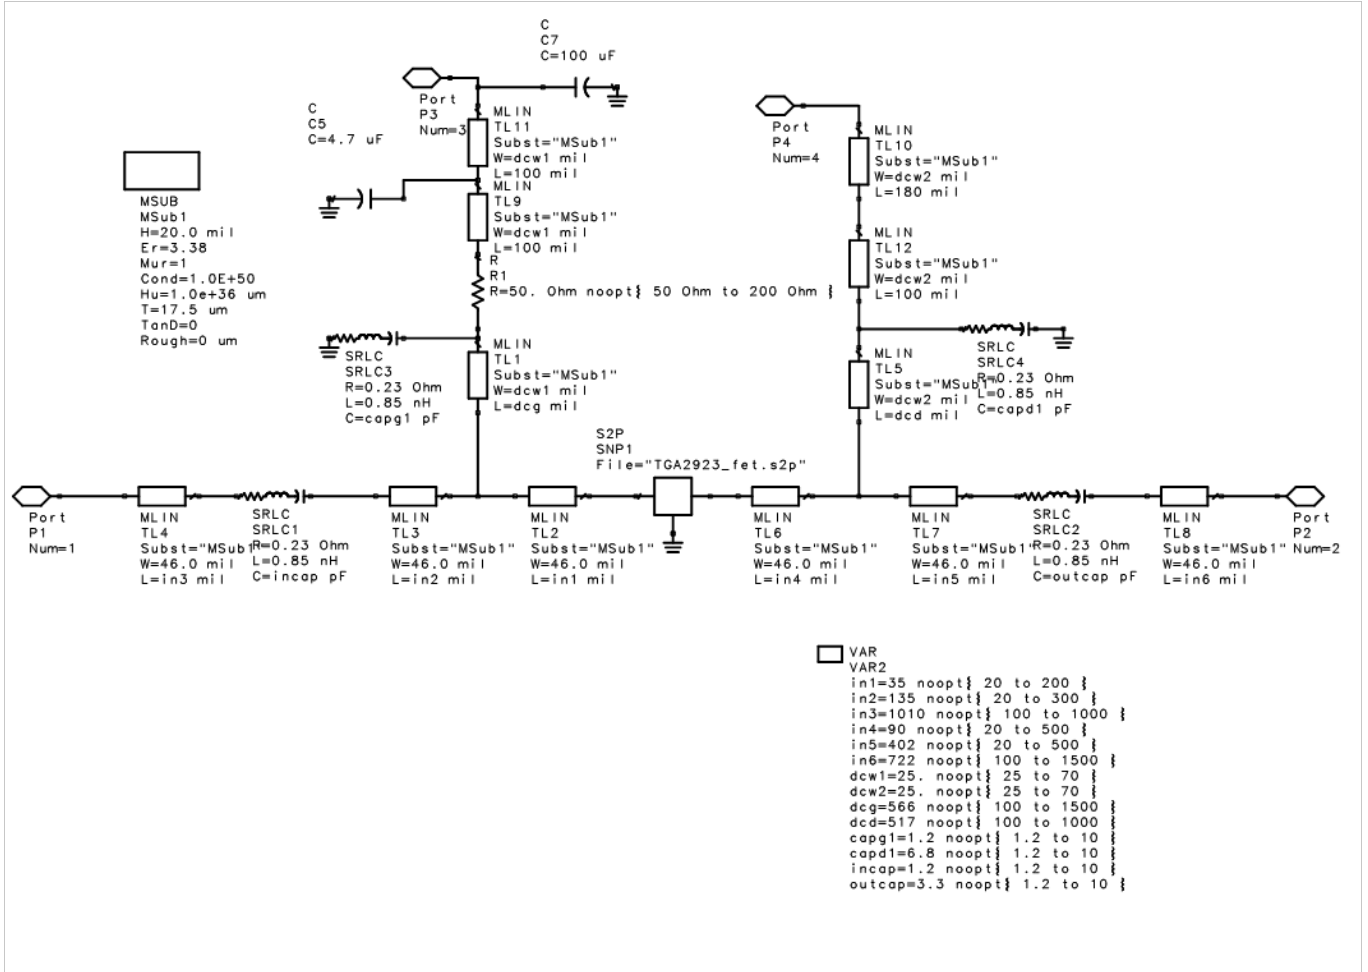 C
C7
C=100 uF
Port
P3
Num=3
C
C5
C=4.7 uF
MLIN
TL11
Subst="MSub1"
W=dcw1 mil
L=100 mil
MLIN
TL9
Subst="MSub1"
W=dcw1 mil
L=100 mil
R
R1
R=50. Ohm noopt{ 50 Ohm to 200 Ohm }
MSUB
MSub1
H=20.0 mil
Er=3.38
Mur=1
Cond=1.0E+50
Hu=1.0e+36 um
T=17.5 um
TanD=0
Rough=0 um
SRLC
SRLC3
R=0.23 Ohm
L=0.85 nH
C=capg1 pF
MLIN
TL1
Subst="MSub1"
W=dcw1 mil
L=dcg mil
Port
P4
Num=4
MLIN
TL10
Subst="MSub1"
W=dcw2 mil
L=180 mil
MLIN
TL12
Subst="MSub1"
W=dcw2 mil
L=100 mil
MLIN
TL5
Subst="MSub1"
W=dcw2 mil
L=dcd mil
SRLC
SRLC4
R=0.23 Ohm
L=0.85 nH
C=capd1 pF
S2P
SNP1
File="TGA2923_fet.s2p"
Port
P1
Num=1
MLIN
TL4
Subst="MSub1"
W=46.0 mil
L=in3 mil
SRLC
SRLC1
R=0.23 Ohm
L=0.85 nH
C=incap pF
MLIN
TL3
Subst="MSub1"
W=46.0 mil
L=in2 mil
MLIN
TL2
Subst="MSub1"
W=46.0 mil
L=in1 mil
MLIN
TL6
Subst="MSub1"
W=46.0 mil
L=in4 mil
MLIN
TL7
Subst="MSub1"
W=46.0 mil
L=in5 mil
SRLC
SRLC2
R=0.23 Ohm
L=0.85 nH
C=outcap pF
MLIN
TL8
Subst="MSub1"
W=46.0 mil
L=in6 mil
Port
P2
Num=2
VAR
VAR2
in1=35 noopt{ 20 to 200 }
in2=135 noopt{ 20 to 300 }
in3=1010 noopt{ 100 to 1000 }
in4=90 noopt{ 20 to 500 }
in5=402 noopt{ 20 to 500 }
in6=722 noopt{ 100 to 1500 }
dcw1=25. noopt{ 25 to 70 }
dcw2=25. noopt{ 25 to 70 }
dcg=566 noopt{ 100 to 1500 }
dcd=517 noopt{ 100 to 1000 }
capg1=1.2 noopt{ 1.2 to 10 }
capd1=6.8 noopt{ 1.2 to 10 }
incap=1.2 noopt{ 1.2 to 10 }
outcap=3.3 noopt{ 1.2 to 10 }